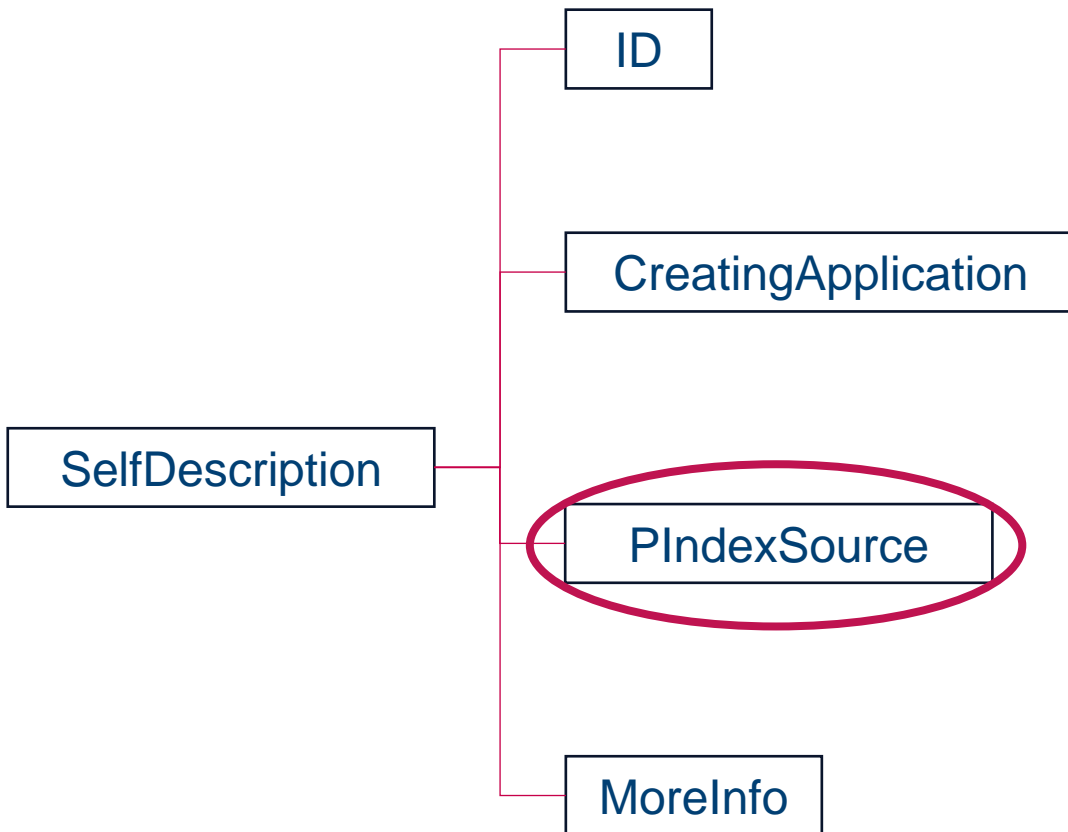 ID
CreatingApplication
SelfDescription
PIndexSource
MoreInfo